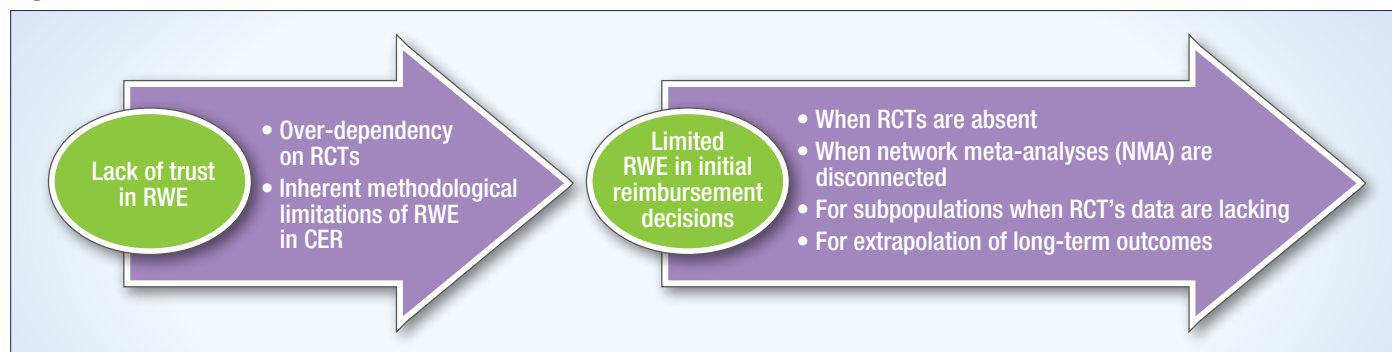 Lack of trust
in RWE
• Over-dependency
on RCTs
• Inherent methodological
limitations of RWE
in CER
Limited
RWE in initial
reimbursement
decisions
• When RCTs are absent
• When network meta-analyses (NMA) are
disconnected
• For subpopulations when RCT’s data are lacking
• For extrapolation of long-term outcomes